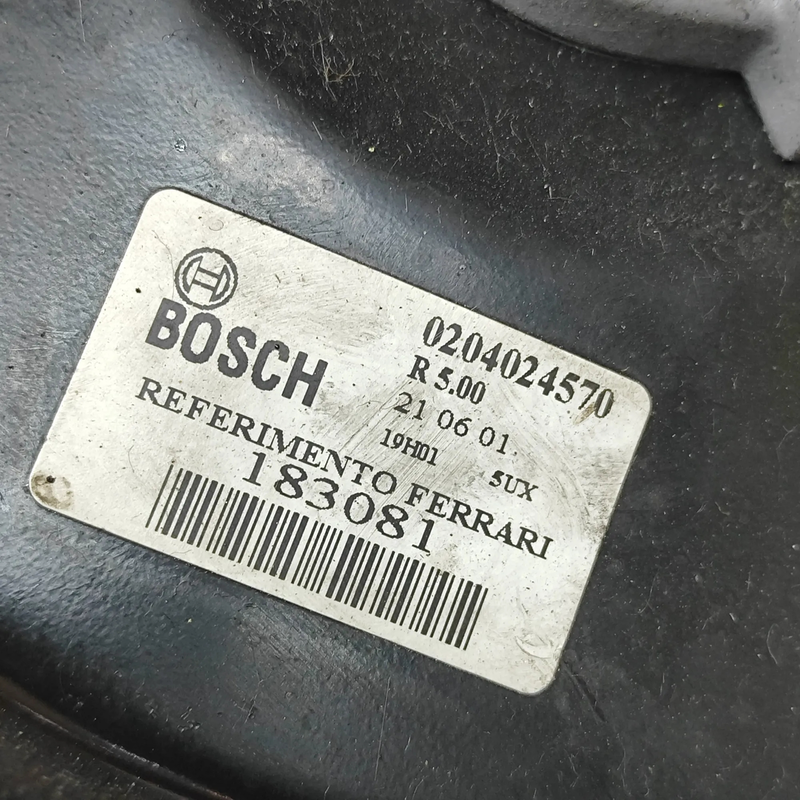 BOSCH
0204024570
R 5.00
21 06 01
19H01 5UX
REFERIMENTO FERRARI
183081